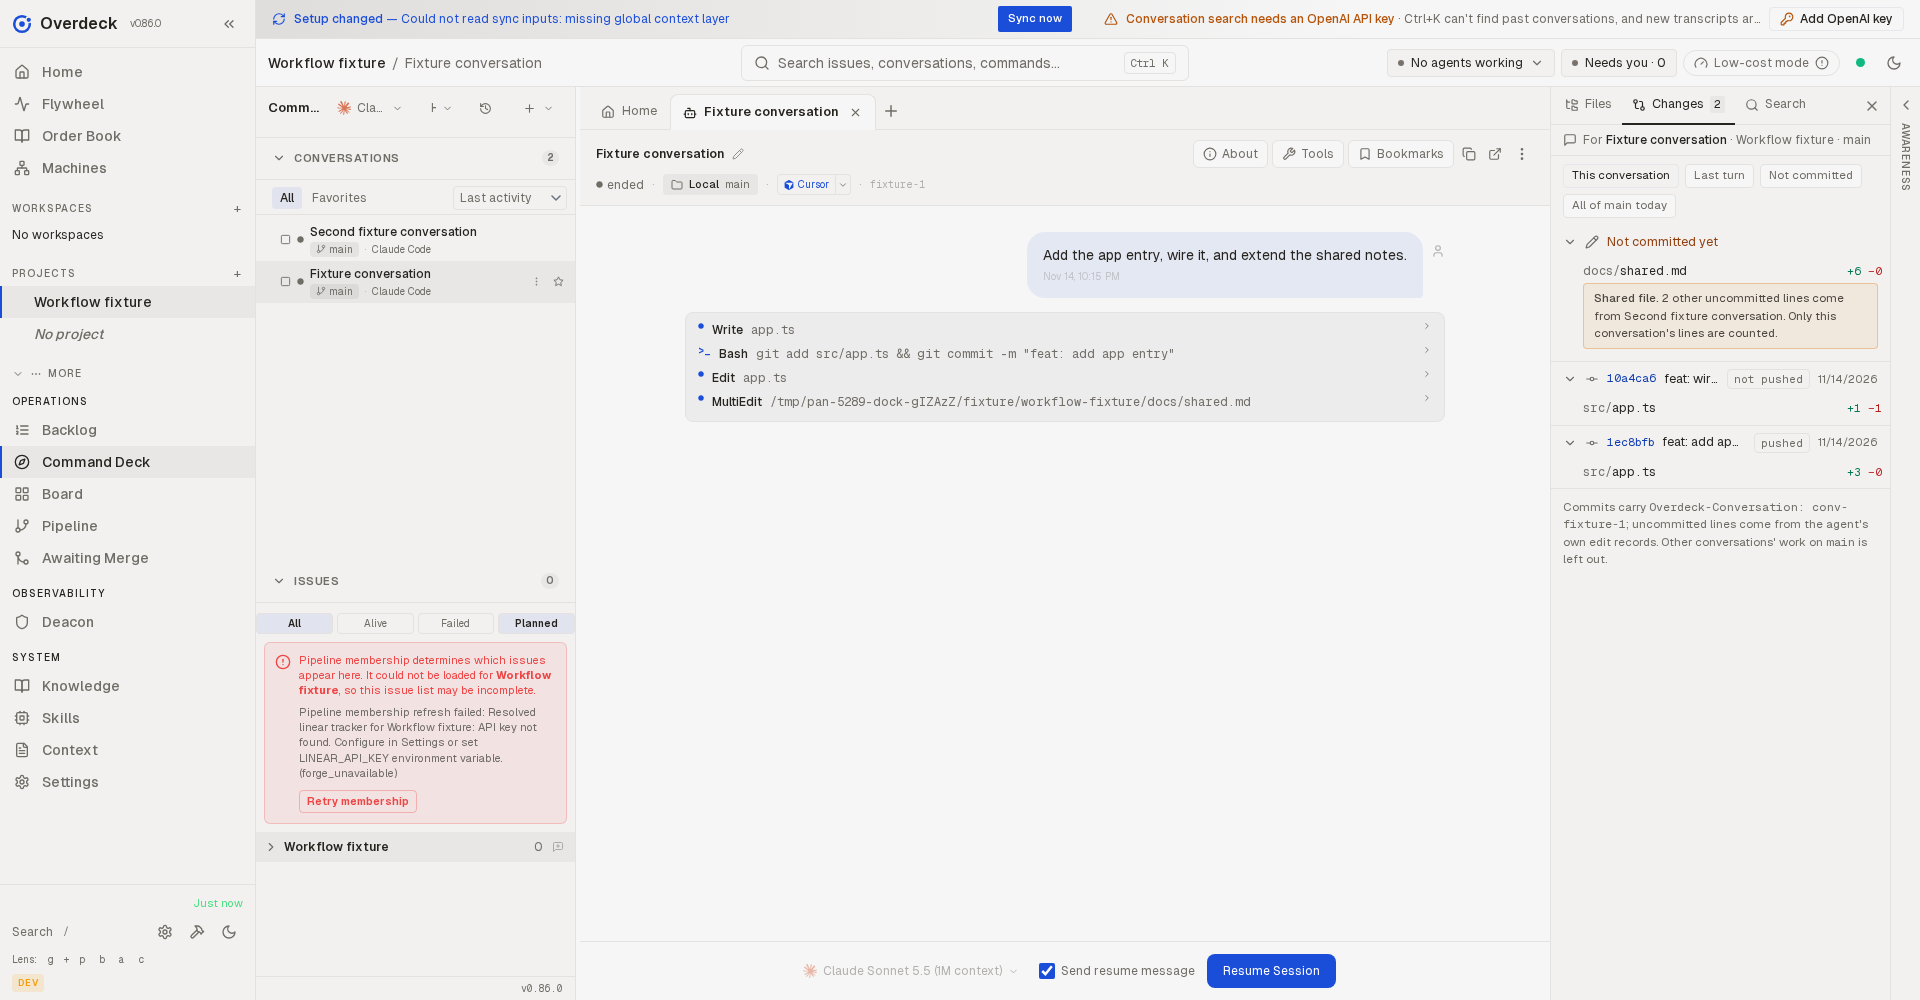 Overdeck v0.86.0
Setup changed — Could not read sync inputs: missing global context layer
Sync now
Conversation search needs an OpenAI API key · Ctrl+K can't find past conversations, and new transcripts ar…
Add OpenAI key
Workflow fixture / Fixture conversation
Search issues, conversations, commands... Ctrl K
No agents working
Needs you · 0
Low-cost mode
Home
Flywheel
Order Book
Machines
WORKSPACES +
No workspaces
PROJECTS +
Workflow fixture
No project
MORE
OPERATIONS
Backlog
Command Deck
Board
Pipeline
Awaiting Merge
OBSERVABILITY
Deacon
SYSTEM
Knowledge
Skills
Context
Settings
Just now
Search /
Lens: g + p b a c
DEV
Comm... Cla...
CONVERSATIONS 2
All Favorites Last activity
Second fixture conversation
main · Claude Code
Fixture conversation
main · Claude Code
ISSUES 0
All Alive Failed Planned
Pipeline membership determines which issues
appear here. It could not be loaded for Workflow
fixture, so this issue list may be incomplete.
Pipeline membership refresh failed: Resolved
linear tracker for Workflow fixture: API key not
found. Configure in Settings or set
LINEAR_API_KEY environment variable.
(forge_unavailable)
Retry membership
Workflow fixture 0
v0.86.0
Home
Fixture conversation
Fixture conversation
About Tools Bookmarks
ended · Local main · Cursor · fixture-1
Add the app entry, wire it, and extend the shared notes.
Nov 14, 10:15 PM
Write app.ts
>_ Bash git add src/app.ts && git commit -m "feat: add app entry"
Edit app.ts
MultiEdit /tmp/pan-5289-dock-gIZAzZ/fixture/workflow-fixture/docs/shared.md
Claude Sonnet 5.5 (1M context)
Send resume message
Resume Session
Files Changes 2 Search
For Fixture conversation · Workflow fixture · main
This conversation Last turn Not committed
All of main today
Not committed yet
docs/shared.md +6 −0
Shared file. 2 other uncommitted lines come
from Second fixture conversation. Only this
conversation's lines are counted.
10a4ca6 feat: wir... not pushed 11/14/2026
src/app.ts +1 −1
1ec8bfb feat: add ap... pushed 11/14/2026
src/app.ts +3 −0
Commits carry Overdeck-Conversation: conv-
fixture-1; uncommitted lines come from the agent's
own edit records. Other conversations' work on main is
left out.
AWARENESS